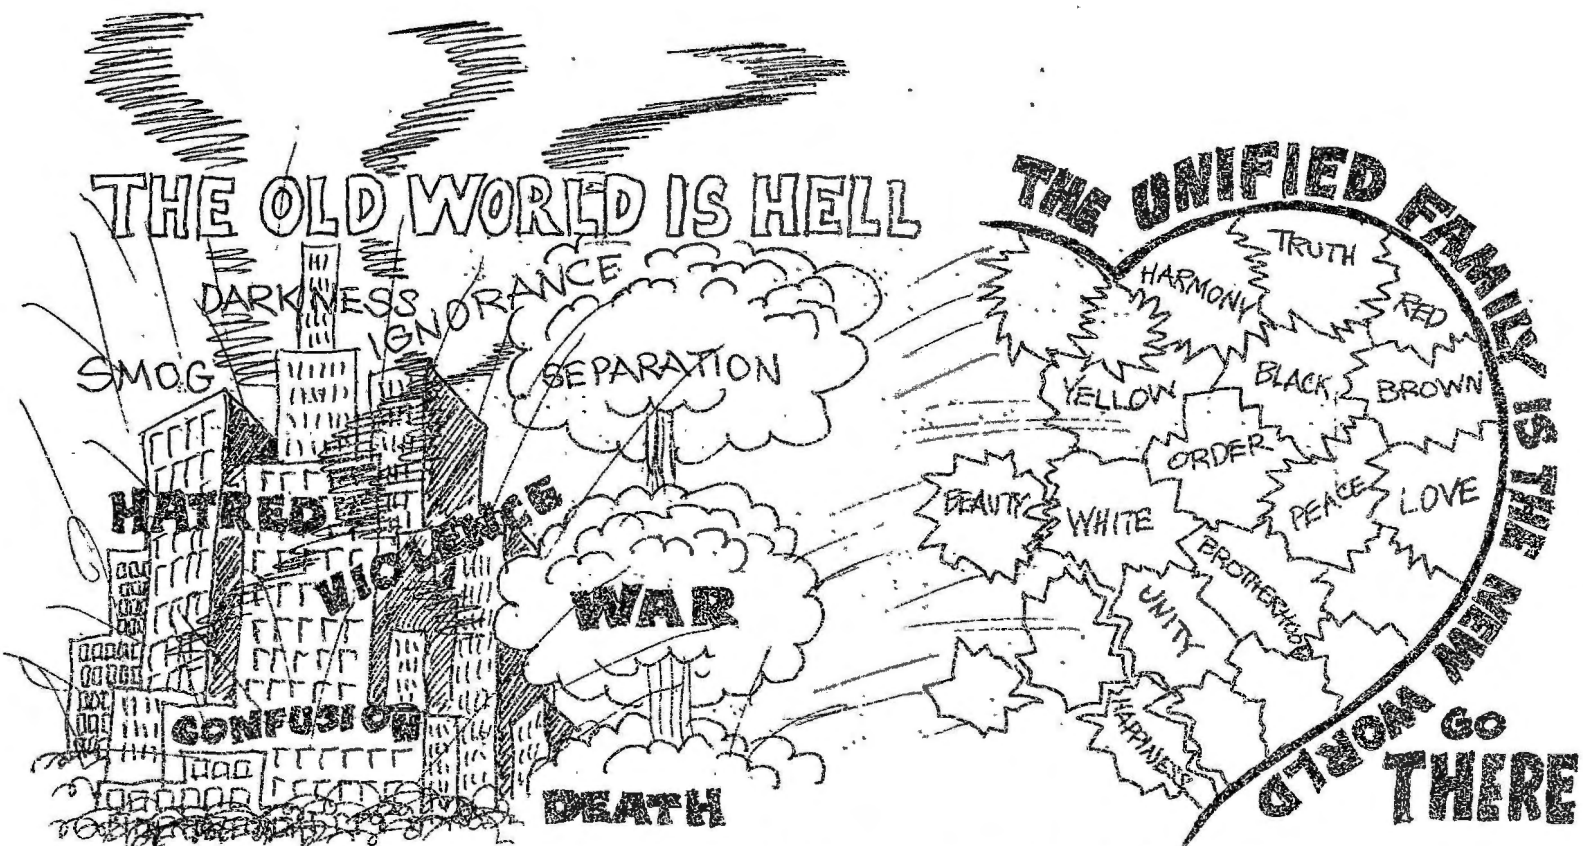 THE OLD WORLD IS HELL
DARKNESS
IGNORANCE
SMOG
SEPARATION
HATRED
VIOLENCE
WAR
CONFUSION
DEATH
THE UNIFIED FAMILY IS THE NEW WORLD
TRUTH
HARMONY
RED
YELLOW
BLACK
BROWN
ORDER
BEAUTY
WHITE
PEACE
LOVE
BROTHERHOOD
UNITY
HAPPINESS
GO
THERE